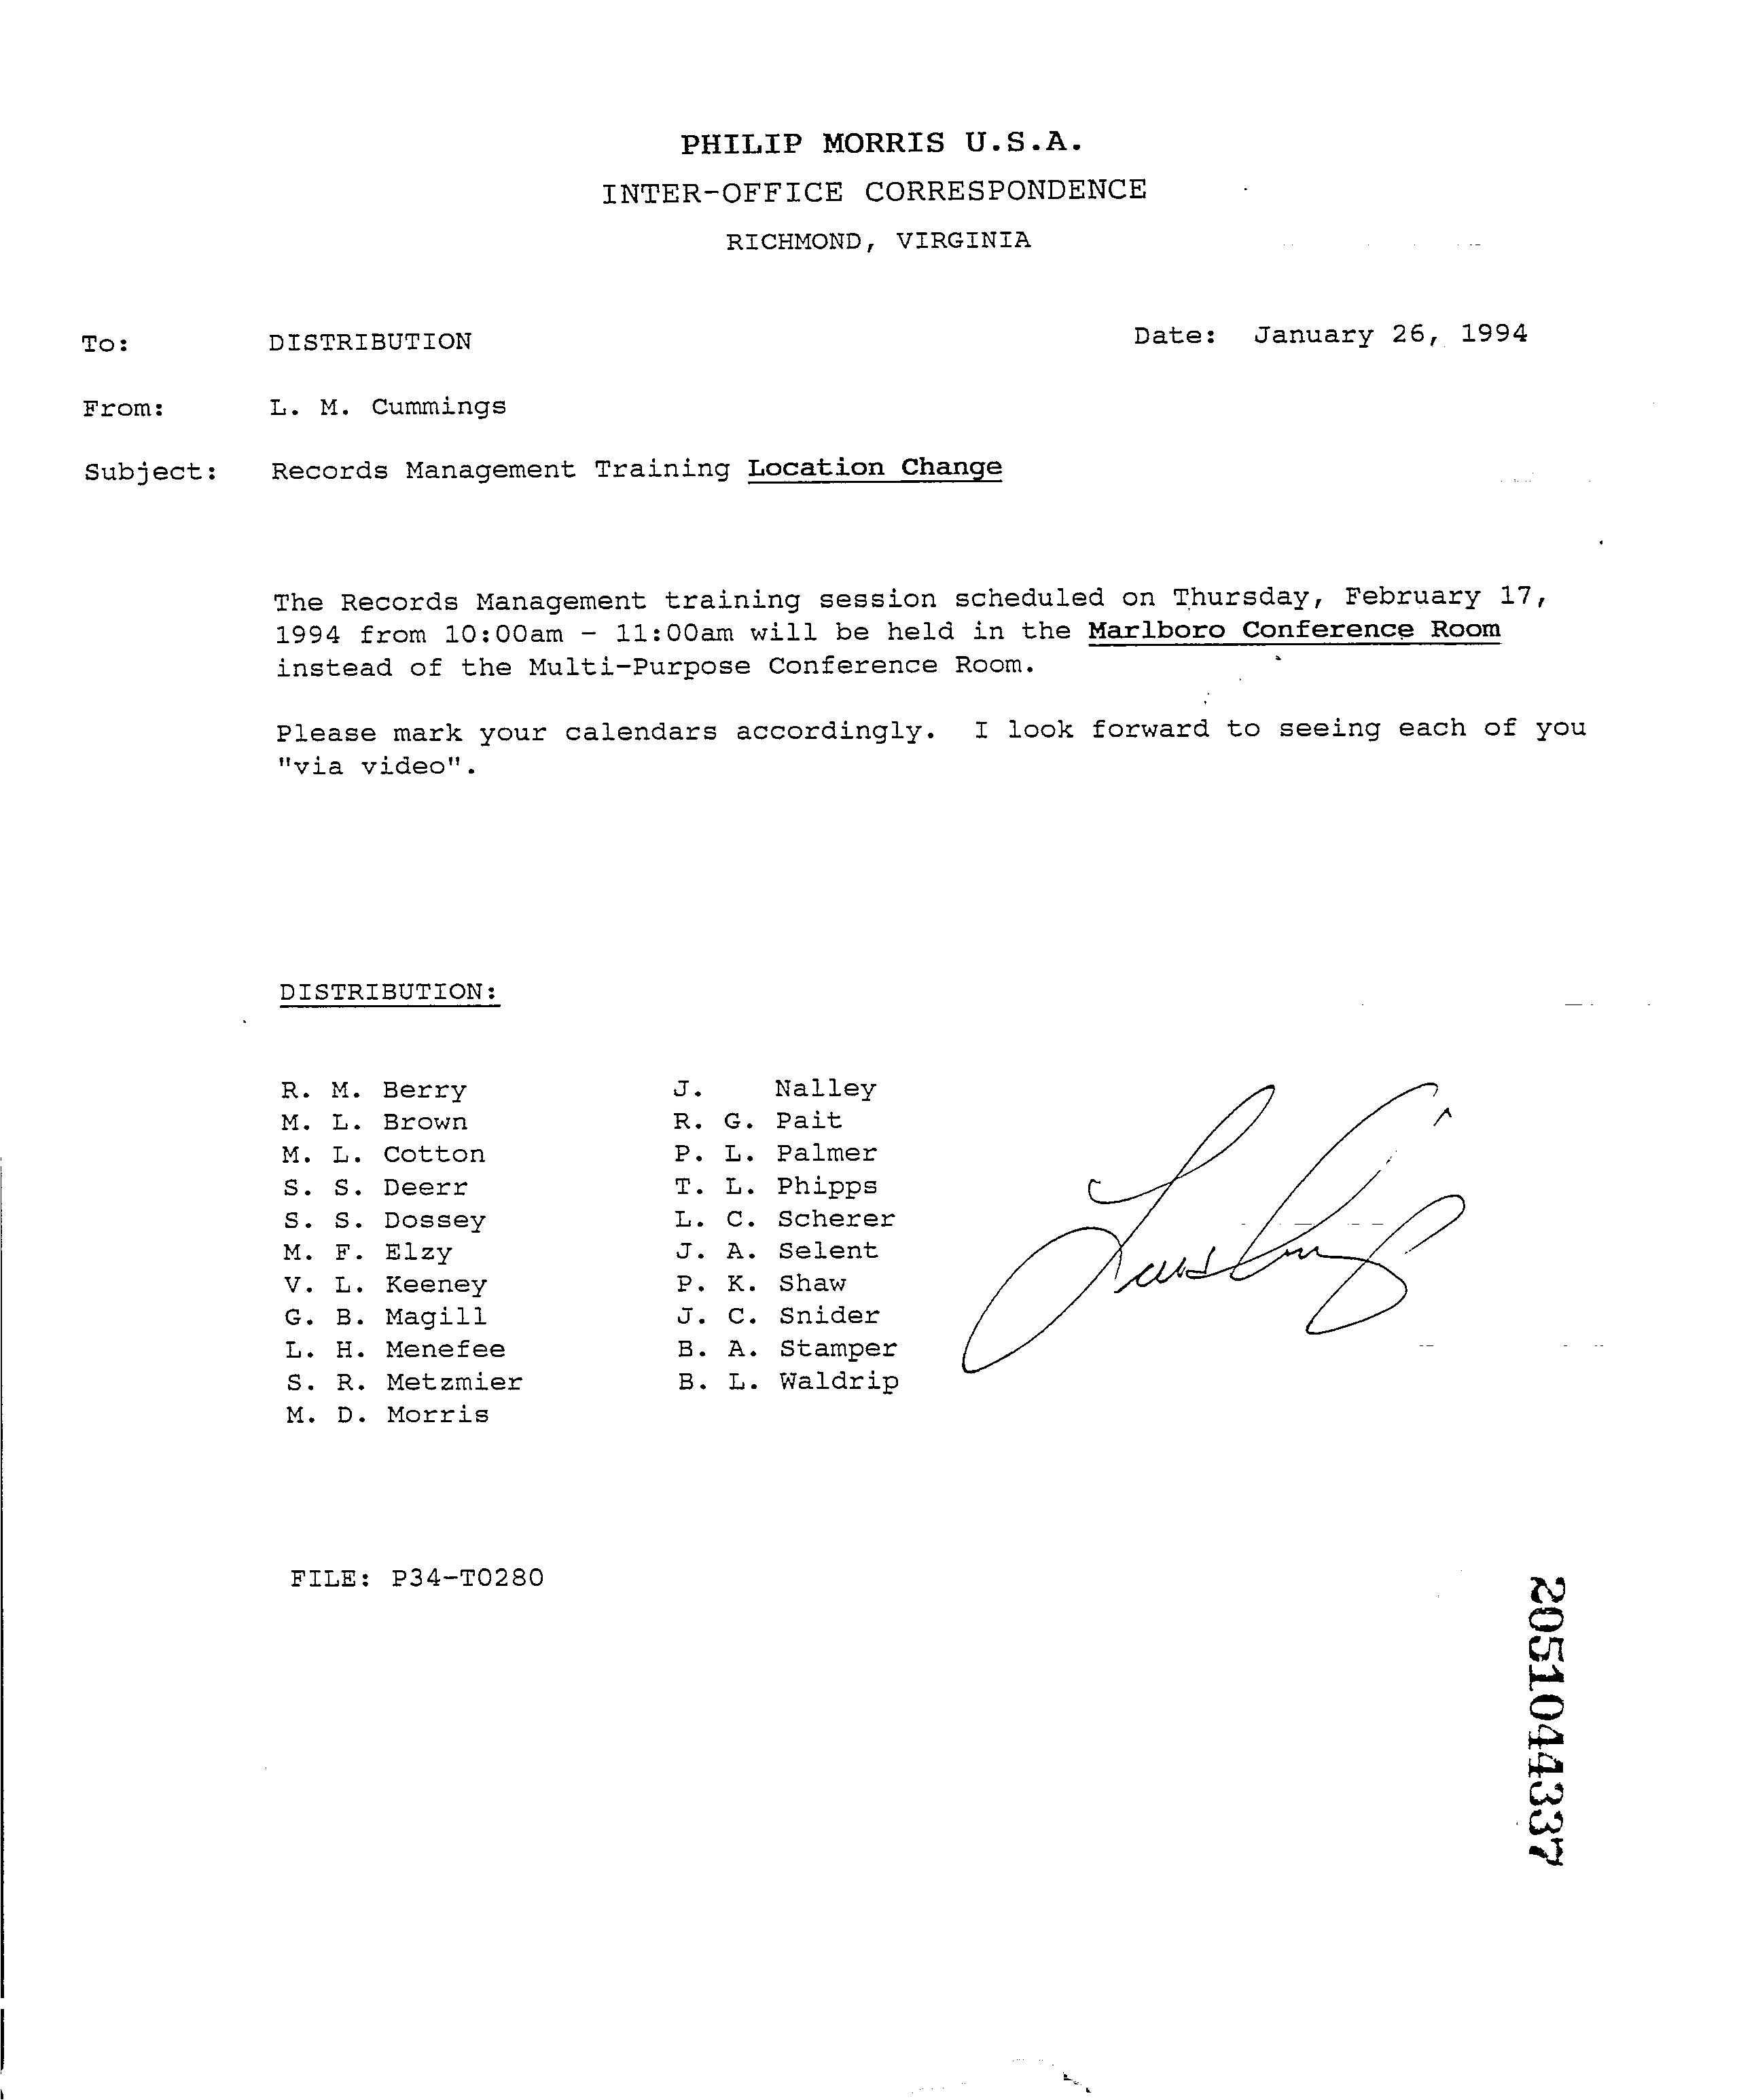 PHILIP MORRIS U.S.A.
INTER-OFFICE CORRESPONDENCE
RICHMOND, VIRGINIA
To: DISTRIBUTION Date: January 26, 1994
From: L. M. Cummings
Subject: Records Management Training Location Change
The Records Management training session scheduled on Thursday, February 17,
1994 from 10:00am - 11:00am will be held in the Marlboro Conference Room
instead of the Multi-Purpose Conference Room.
Please mark your calendars accordingly. I look forward to seeing each of you
"via video".
DISTRIBUTION:
R. M. Berry J. Nalley
M. L. Brown R. G. Pait
M. L. Cotton P. L. Palmer
S. S. Deerr T. L. Phipps
S. S. Dossey L. C. Scherer
M. F. Elzy J. A. Selent
V. L. Keeney P. K. Shaw
G. B. Magill J. C. Snider
L. H. Menefee B. A. Stamper
S. R. Metzmier B. L. Waldrip
M. D. Morris
FILE: P34-T0280
2051044337